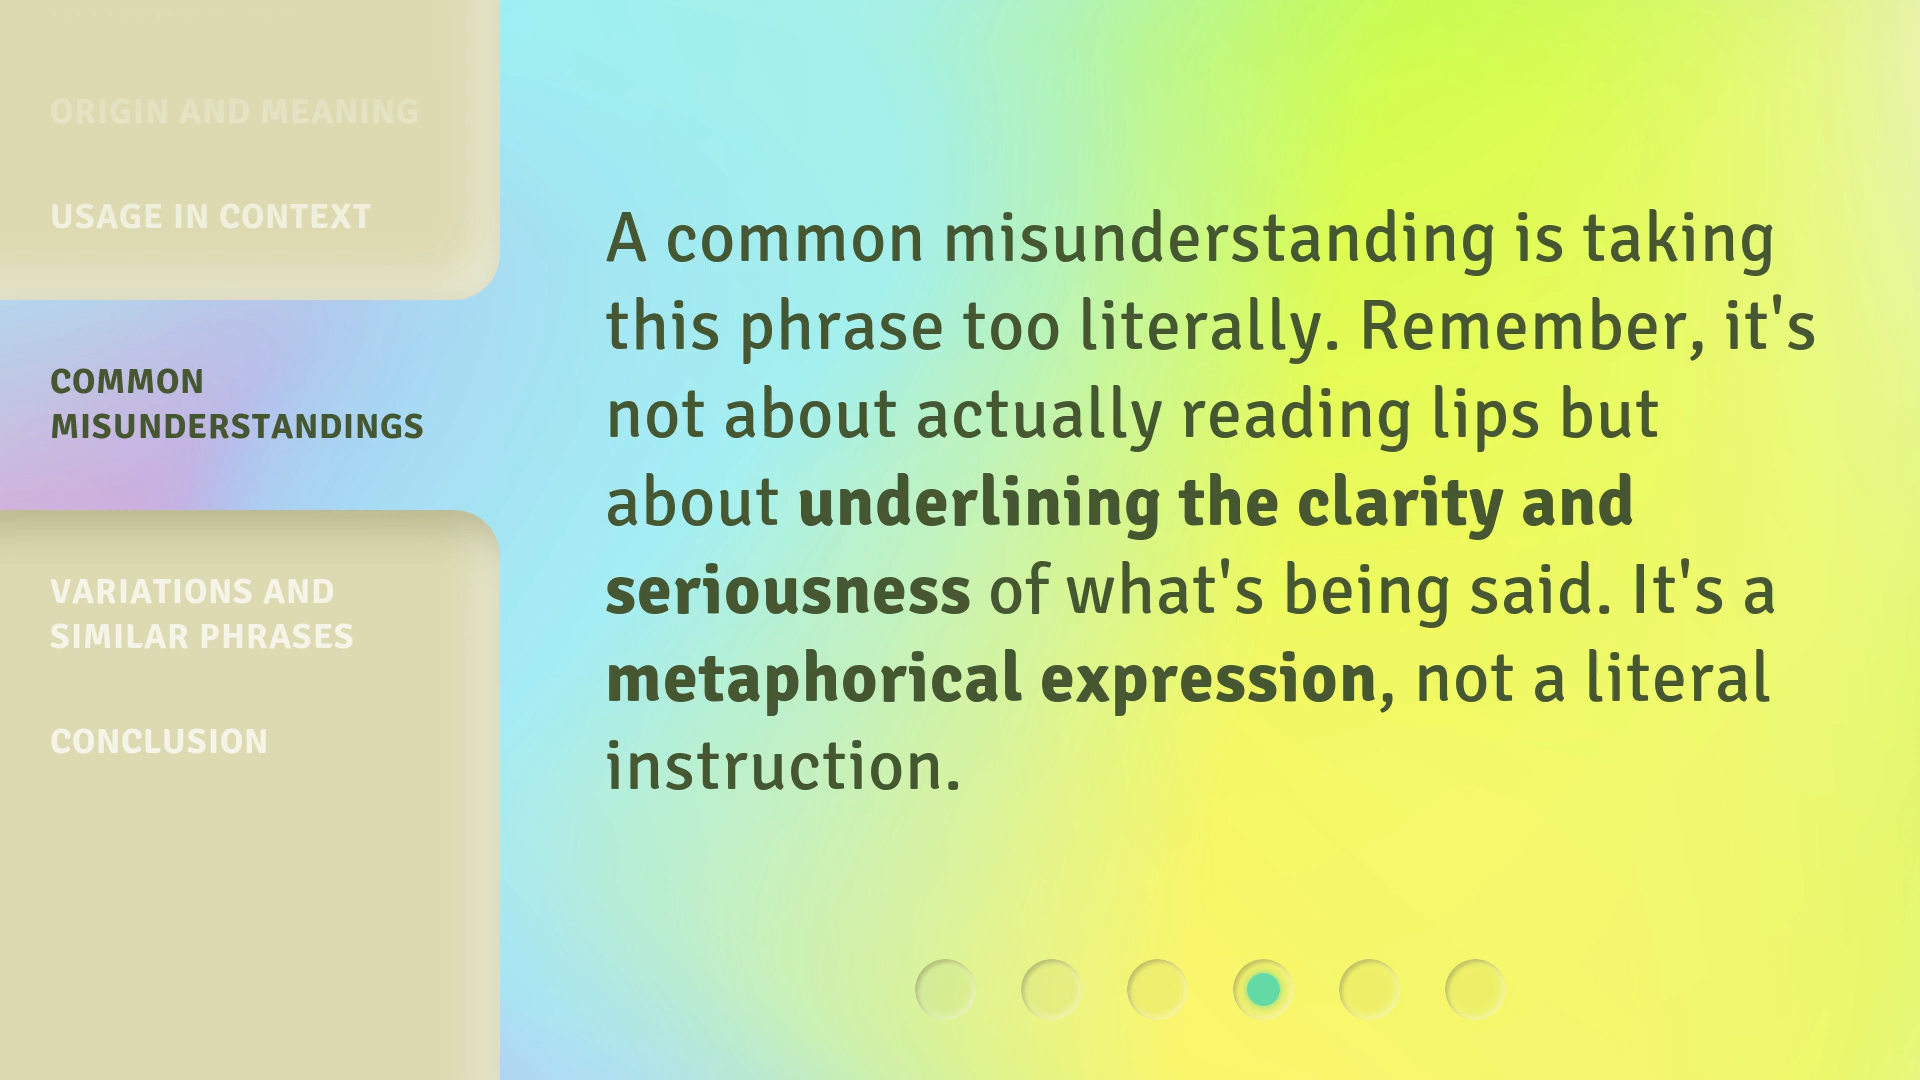 ORIGIN AND MEANING
USAGE IN CONTEXT
COMMON
MISUNDERSTANDINGS
VARIATIONS AND
SIMILAR PHRASES
CONCLUSION
A common misunderstanding is taking
this phrase too literally. Remember, it's
not about actually reading lips but
about underlining the clarity and
seriousness of what's being said. It's a
metaphorical expression, not a literal
instruction.